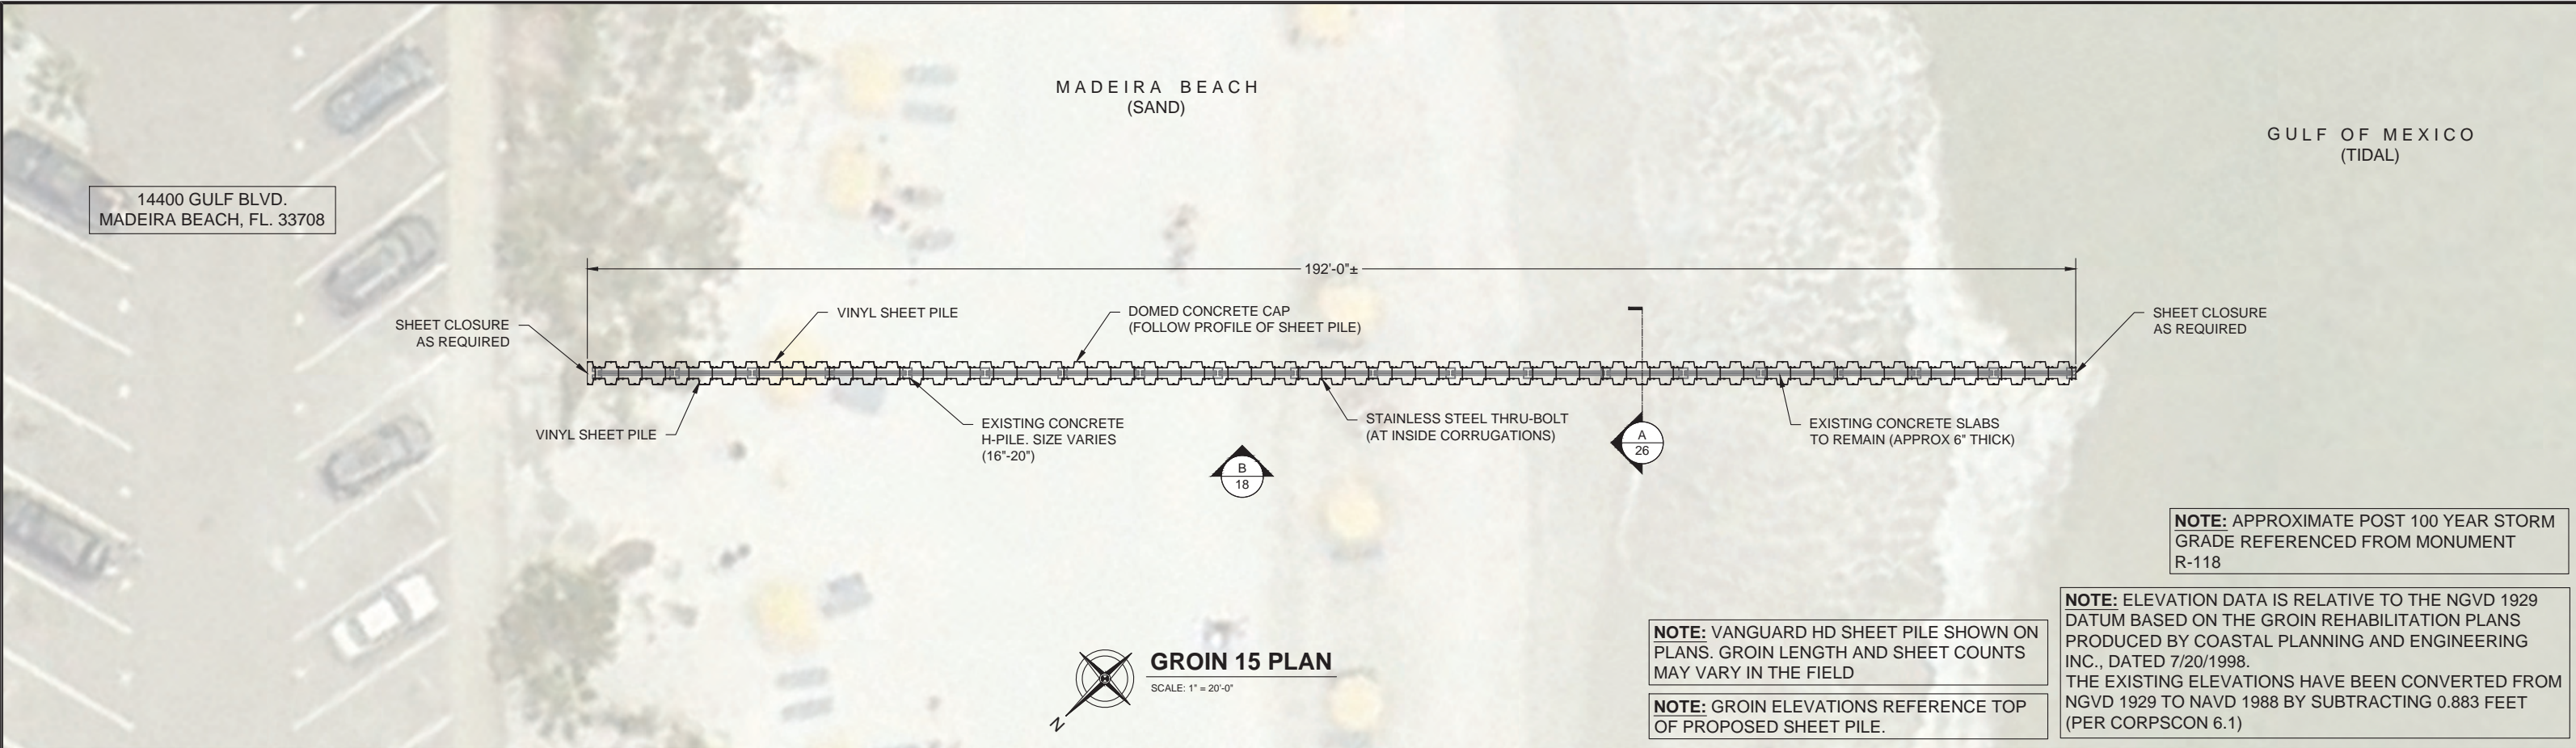 MADEIRA BEACH
(SAND)
GULF OF MEXICO
(TIDAL)
14400 GULF BLVD.
MADEIRA BEACH, FL. 33708
192'-0"±
SHEET CLOSURE
AS REQUIRED
VINYL SHEET PILE
DOMED CONCRETE CAP
(FOLLOW PROFILE OF SHEET PILE)
SHEET CLOSURE
AS REQUIRED
VINYL SHEET PILE
EXISTING CONCRETE
H-PILE. SIZE VARIES
(16"-20")
STAINLESS STEEL THRU-BOLT
(AT INSIDE CORRUGATIONS)
EXISTING CONCRETE SLABS
TO REMAIN (APPROX 6" THICK)
A
26
B
18
NOTE: APPROXIMATE POST 100 YEAR STORM
GRADE REFERENCED FROM MONUMENT
R-118
NOTE: ELEVATION DATA IS RELATIVE TO THE NGVD 1929
DATUM BASED ON THE GROIN REHABILITATION PLANS
PRODUCED BY COASTAL PLANNING AND ENGINEERING
INC., DATED 7/20/1998.
THE EXISTING ELEVATIONS HAVE BEEN CONVERTED FROM
NGVD 1929 TO NAVD 1988 BY SUBTRACTING 0.883 FEET
(PER CORPSCON 6.1)
NOTE: VANGUARD HD SHEET PILE SHOWN ON
PLANS. GROIN LENGTH AND SHEET COUNTS
MAY VARY IN THE FIELD
NOTE: GROIN ELEVATIONS REFERENCE TOP
OF PROPOSED SHEET PILE.
GROIN 15 PLAN
SCALE: 1" = 20'-0"
N